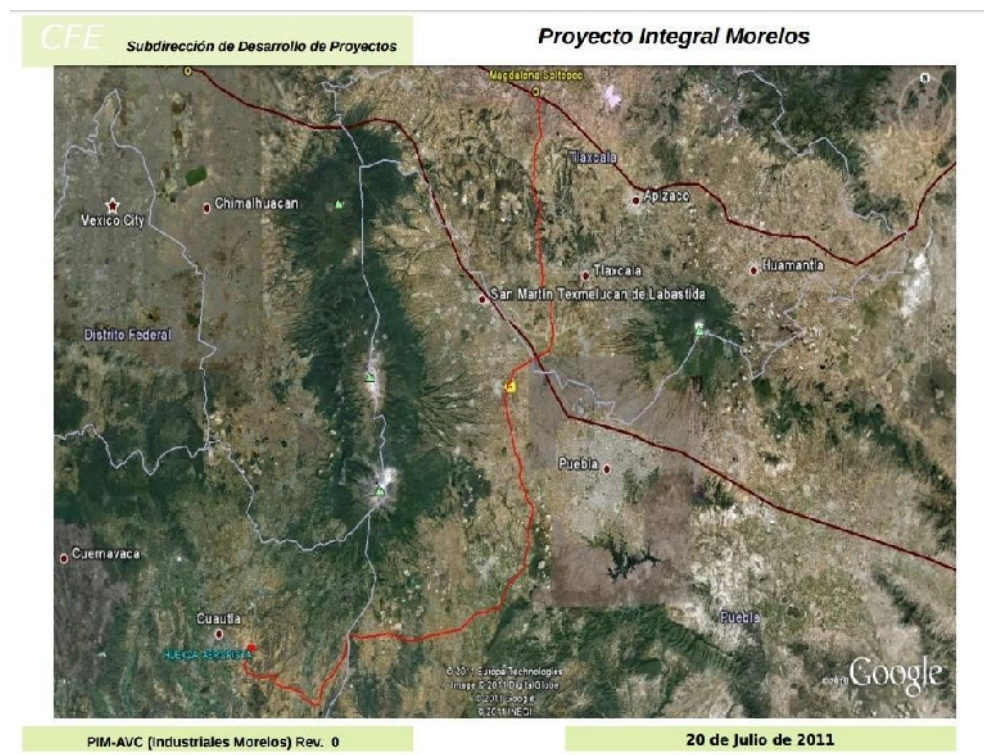 CFE
Subdirección de Desarrollo de Proyectos
Proyecto Integral Morelos
Magdalena Soltepec
N
Tlaxcala
Chimalhuacan
Apizaco
Mexico City
Tlaxcala
Huamantla
San Martín Texmelucan de Labastida
Distrito Federal
Puebla
Cuernavaca
Cuautla
Puebla
© 2011 Europa Technologies
Image © 2011 DigitalGlobe
© 2011 Google
© 2011 INEGI
©2010 Google
PIM-AVC (Industriales Morelos) Rev. 0
20 de Julio de 2011